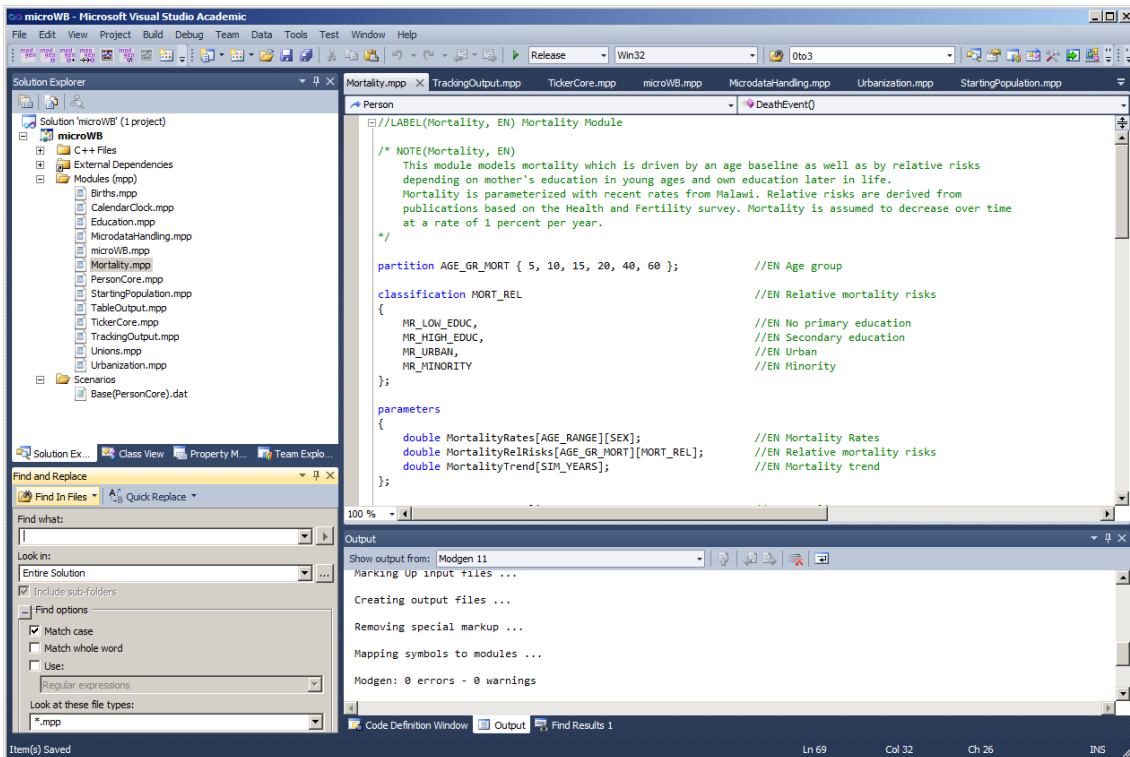 microWB - Microsoft Visual Studio Academic
File Edit View Project Build Debug Team Data Tools Test Window Help
Release Win32 0to3
Solution Explorer
Solution 'microWB' (1 project)
microWB
C++ Files
External Dependencies
Modules (mpp)
Births.mpp
CalendarClock.mpp
Education.mpp
MicrodataHandling.mpp
microWB.mpp
Mortality.mpp
PersonCore.mpp
StartingPopulation.mpp
TableOutput.mpp
TickerCore.mpp
TrackingOutput.mpp
Unions.mpp
Urbanization.mpp
Scenarios
Base(PersonCore).dat
Solution Ex... Class View Property M... Team Explo...
Find and Replace
Find In Files Quick Replace
Find what:
Look in:
Entire Solution
...
Include sub-folders
Find options
Match case
Match whole word
Use:
Regular expressions
Look at these file types:
*.mpp
Mortality.mpp TrackingOutput.mpp TickerCore.mpp microWB.mpp MicrodataHandling.mpp Urbanization.mpp StartingPopulation.mpp
Person DeathEvent()
//LABEL(Mortality, EN) Mortality Module
/* NOTE(Mortality, EN)
This module models mortality which is driven by an age baseline as well as by relative risks
depending on mother's education in young ages and own education later in life.
Mortality is parameterized with recent rates from Malawi. Relative risks are derived from
publications based on the Health and Fertility survey. Mortality is assumed to decrease over time
at a rate of 1 percent per year.
*/
partition AGE_GR_MORT { 5, 10, 15, 20, 40, 60 }; //EN Age group
classification MORT_REL //EN Relative mortality risks
{
MR_LOW_EDUC, //EN No primary education
MR_HIGH_EDUC, //EN Secondary education
MR_URBAN, //EN Urban
MR_MINORITY //EN Minority
};
parameters
{
double MortalityRates[AGE_RANGE][SEX]; //EN Mortality Rates
double MortalityRelRisks[AGE_GR_MORT][MORT_REL]; //EN Relative mortality risks
double MortalityTrend[SIM_YEARS]; //EN Mortality trend
};
100 %
Output
Show output from: Modgen 11
Marking Up input files ...
Creating output files ...
Removing special markup ...
Mapping symbols to modules ...
Modgen: 0 errors - 0 warnings
Code Definition Window Output Find Results 1
Item(s) Saved Ln 69 Col 32 Ch 26 INS